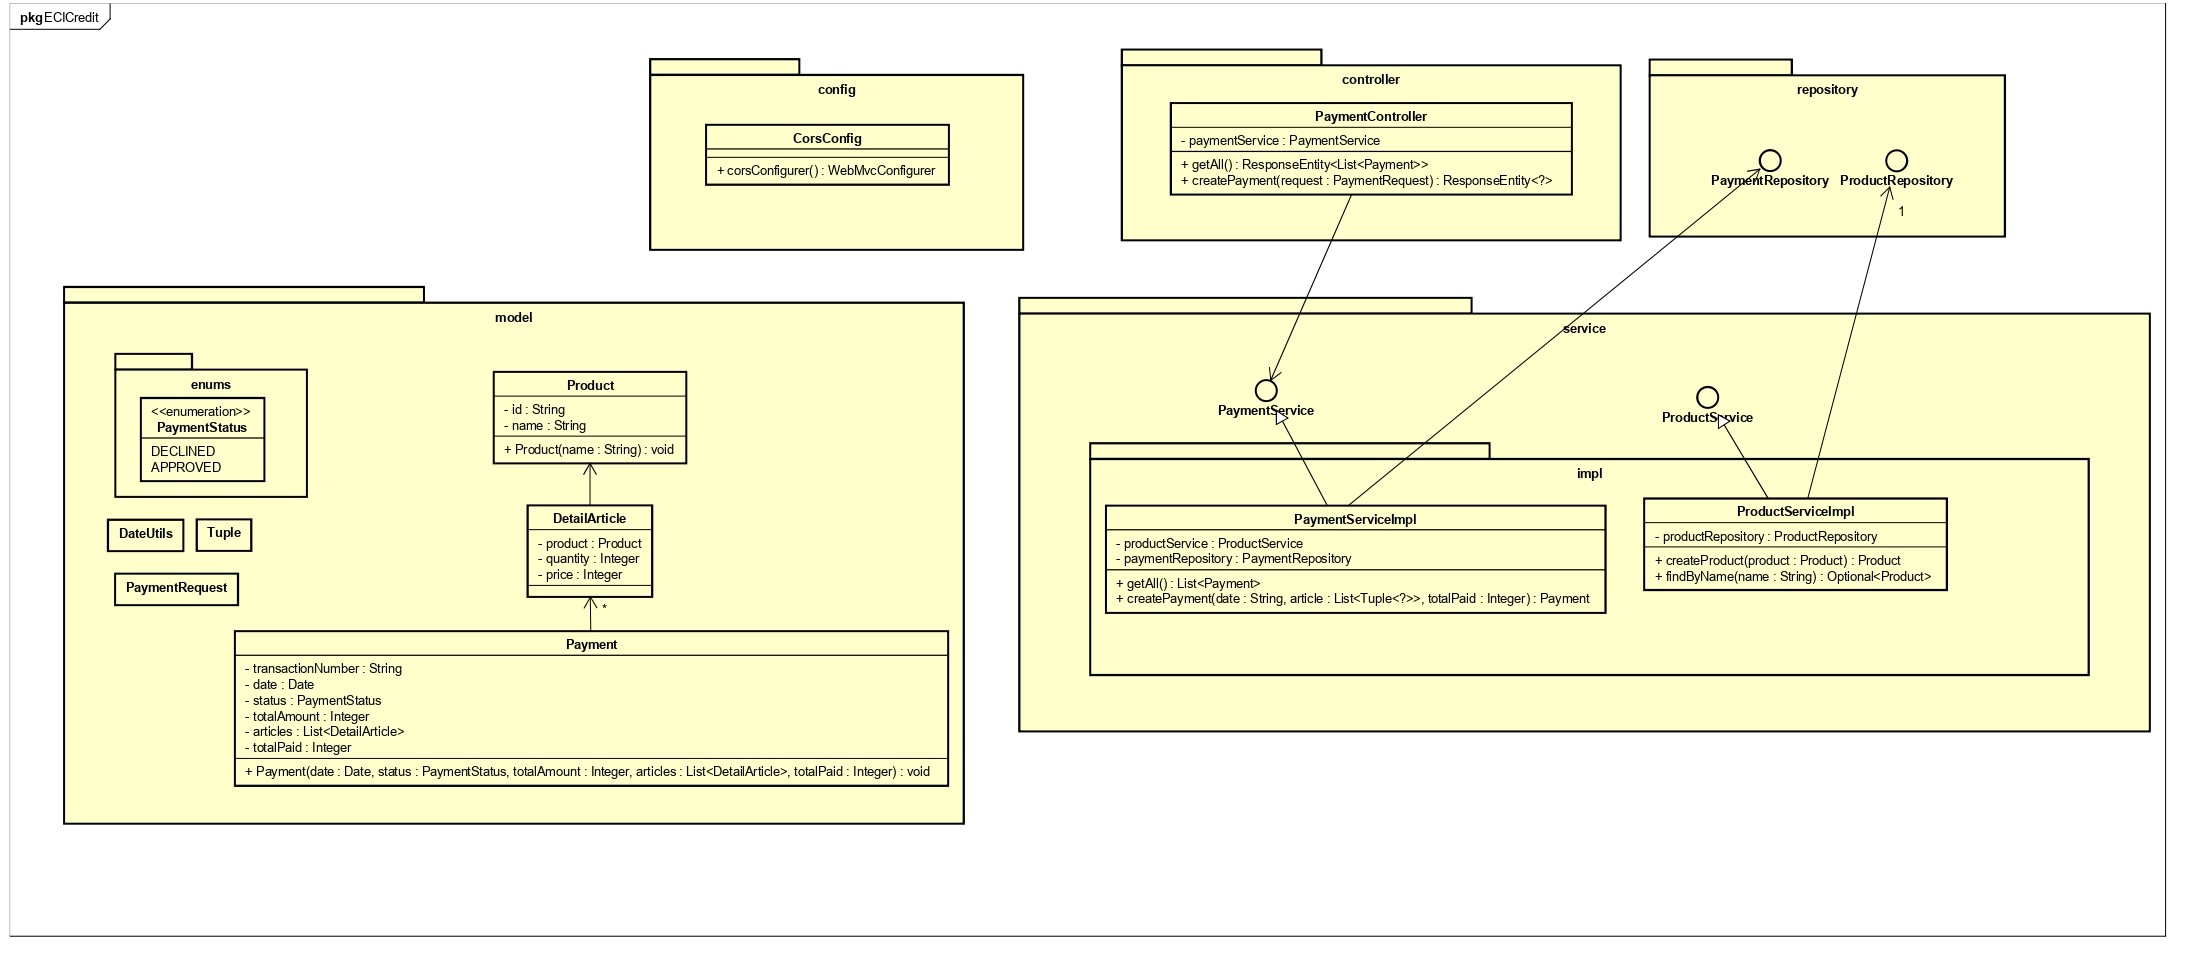 pkg ECICredit
config
CorsConfig
+ corsConfigurer() : WebMvcConfigurer
controller
PaymentController
- paymentService : PaymentService
+ getAll() : ResponseEntity<List<Payment>>
+ createPayment(request : PaymentRequest) : ResponseEntity<?>
repository
PaymentRepository
ProductRepository
1
model
enums
<<enumeration>>
PaymentStatus
DECLINED
APPROVED
DateUtils
Tuple
PaymentRequest
Product
- id : String
- name : String
+ Product(name : String) : void
DetailArticle
- product : Product
- quantity : Integer
- price : Integer
*
Payment
- transactionNumber : String
- date : Date
- status : PaymentStatus
- totalAmount : Integer
- articles : List<DetailArticle>
- totalPaid : Integer
+ Payment(date : Date, status : PaymentStatus, totalAmount : Integer, articles : List<DetailArticle>, totalPaid : Integer) : void
service
PaymentService
ProductService
impl
PaymentServiceImpl
- productService : ProductService
- paymentRepository : PaymentRepository
+ getAll() : List<Payment>
+ createPayment(date : String, article : List<Tuple<?>>, totalPaid : Integer) : Payment
ProductServiceImpl
- productRepository : ProductRepository
+ createProduct(product : Product) : Product
+ findByName(name : String) : Optional<Product>